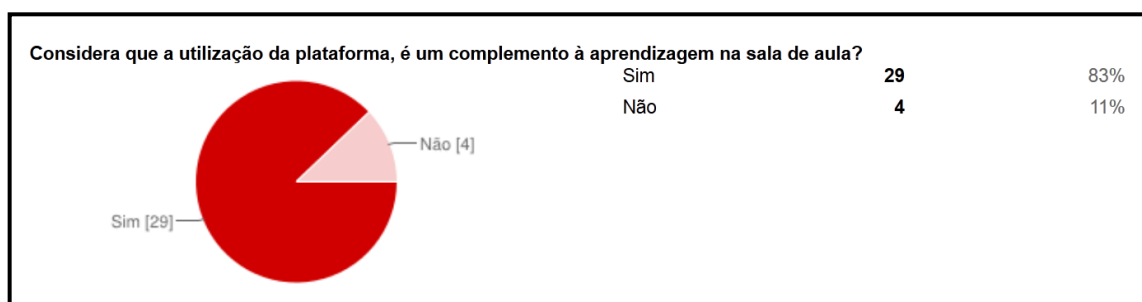 Considera que a utilização da plataforma, é um complemento à aprendizagem na sala de aula?
Sim 29 83%
Não 4 11%
Não [4]
Sim [29]